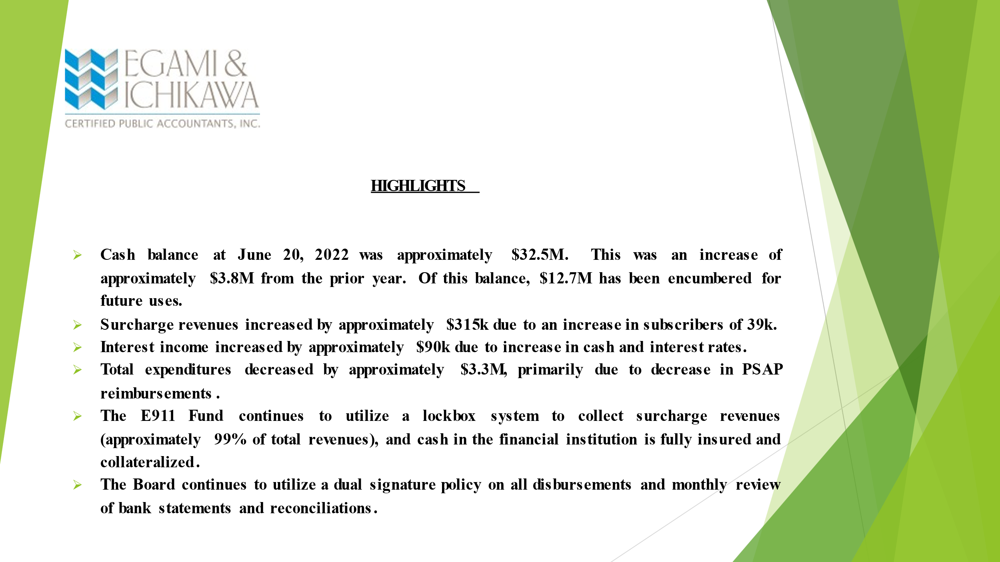 EGAMI &
ICHIKAWA
CERTIFIED PUBLIC ACCOUNTANTS, INC.
HIGHLIGHTS
Cash balance at June 20, 2022 was approximately $32.5M. This was an increase of
approximately $3.8M from the prior year. Of this balance, $12.7M has been encumbered for
future uses.
Surcharge revenues increased by approximately $315k due to an increase in subscribers of 39k.
Interest income increased by approximately $90k due to increase in cash and interest rates.
Total expenditures decreased by approximately $3.3M, primarily due to decrease in PSAP
reimbursements.
The E911 Fund continues to utilize a lockbox system to collect surcharge revenues
(approximately 99% of total revenues), and cash in the financial institution is fully insured and
collateralized.
The Board continues to utilize a dual signature policy on all disbursements and monthly review
of bank statements and reconciliations.